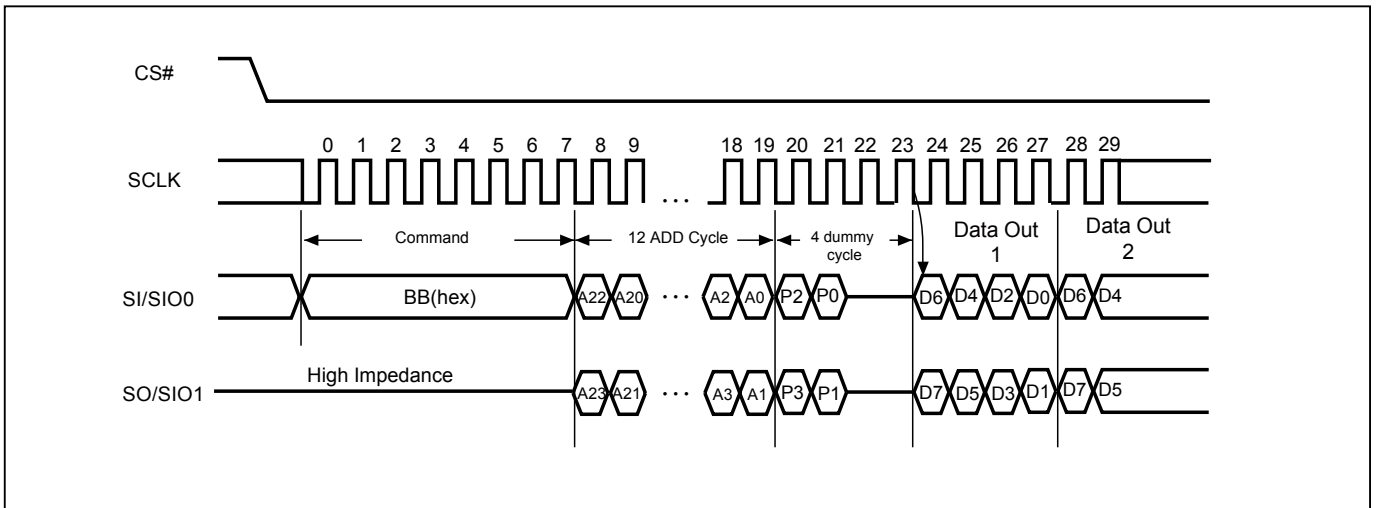 CS#
0 1 2 3 4 5 6 7 8 9 18 19 20 21 22 23 24 25 26 27 28 29
SCLK
...
Command
12 ADD Cycle
4 dummy
cycle
Data Out
1
Data Out
2
SI/SIO0
BB(hex)
A22 A20 ... A2 A0 P2 P0 D6 D4 D2 D0 D6 D4
High Impedance
SO/SIO1
A23 A21 ... A3 A1 P3 P1 D7 D5 D3 D1 D7 D5